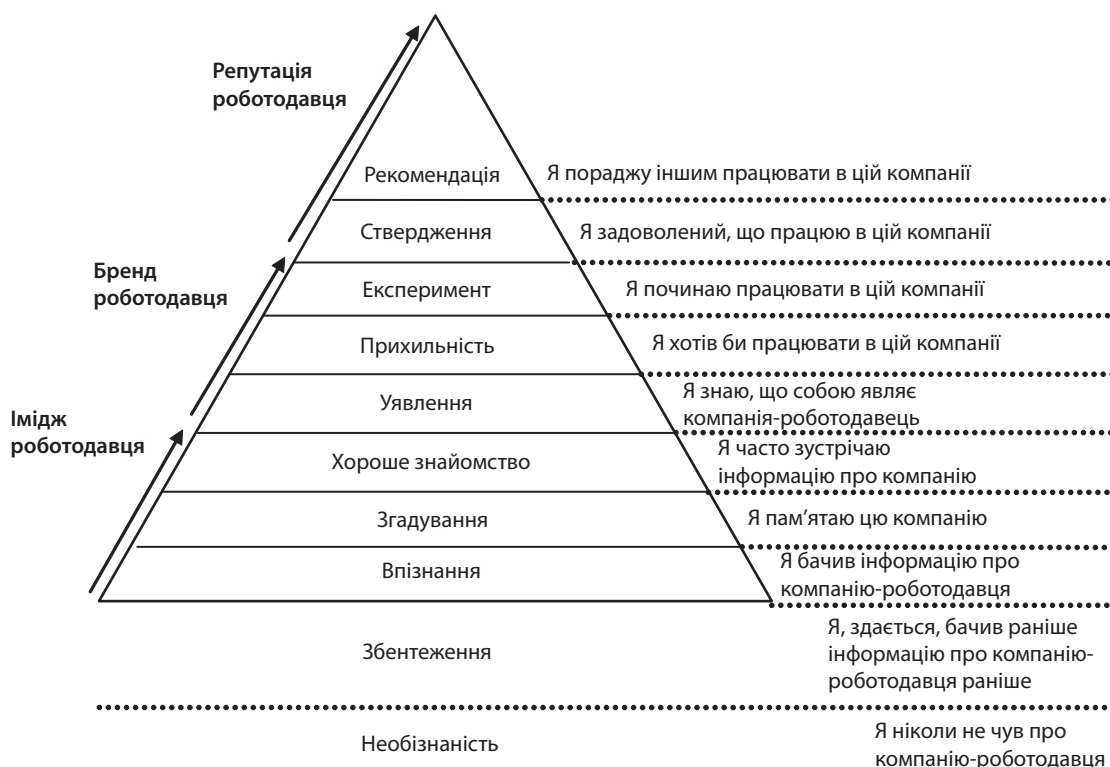 Репутація
роботодавця
Рекомендація
Я пораджу іншим працювати в цій компанії
Ствердження
Я задоволений, що працюю в цій компанії
Бренд
роботодавця
Експеримент
Я починаю працювати в цій компанії
Прихильність
Я хотів би працювати в цій компанії
Імідж
роботодавця
Уявлення
Я знаю, що собою являє
компанія-роботодавець
Хороше знайомство
Я часто зустрічаю
інформацію про компанію
Згадування
Я пам’ятаю цю компанію
Впізнання
Я бачив інформацію про
компанію-роботодавця
Збентеження
Я, здається, бачив раніше
інформацію про компанію-
роботодавця раніше
Необізнаність
Я ніколи не чув про
компанію-роботодавця